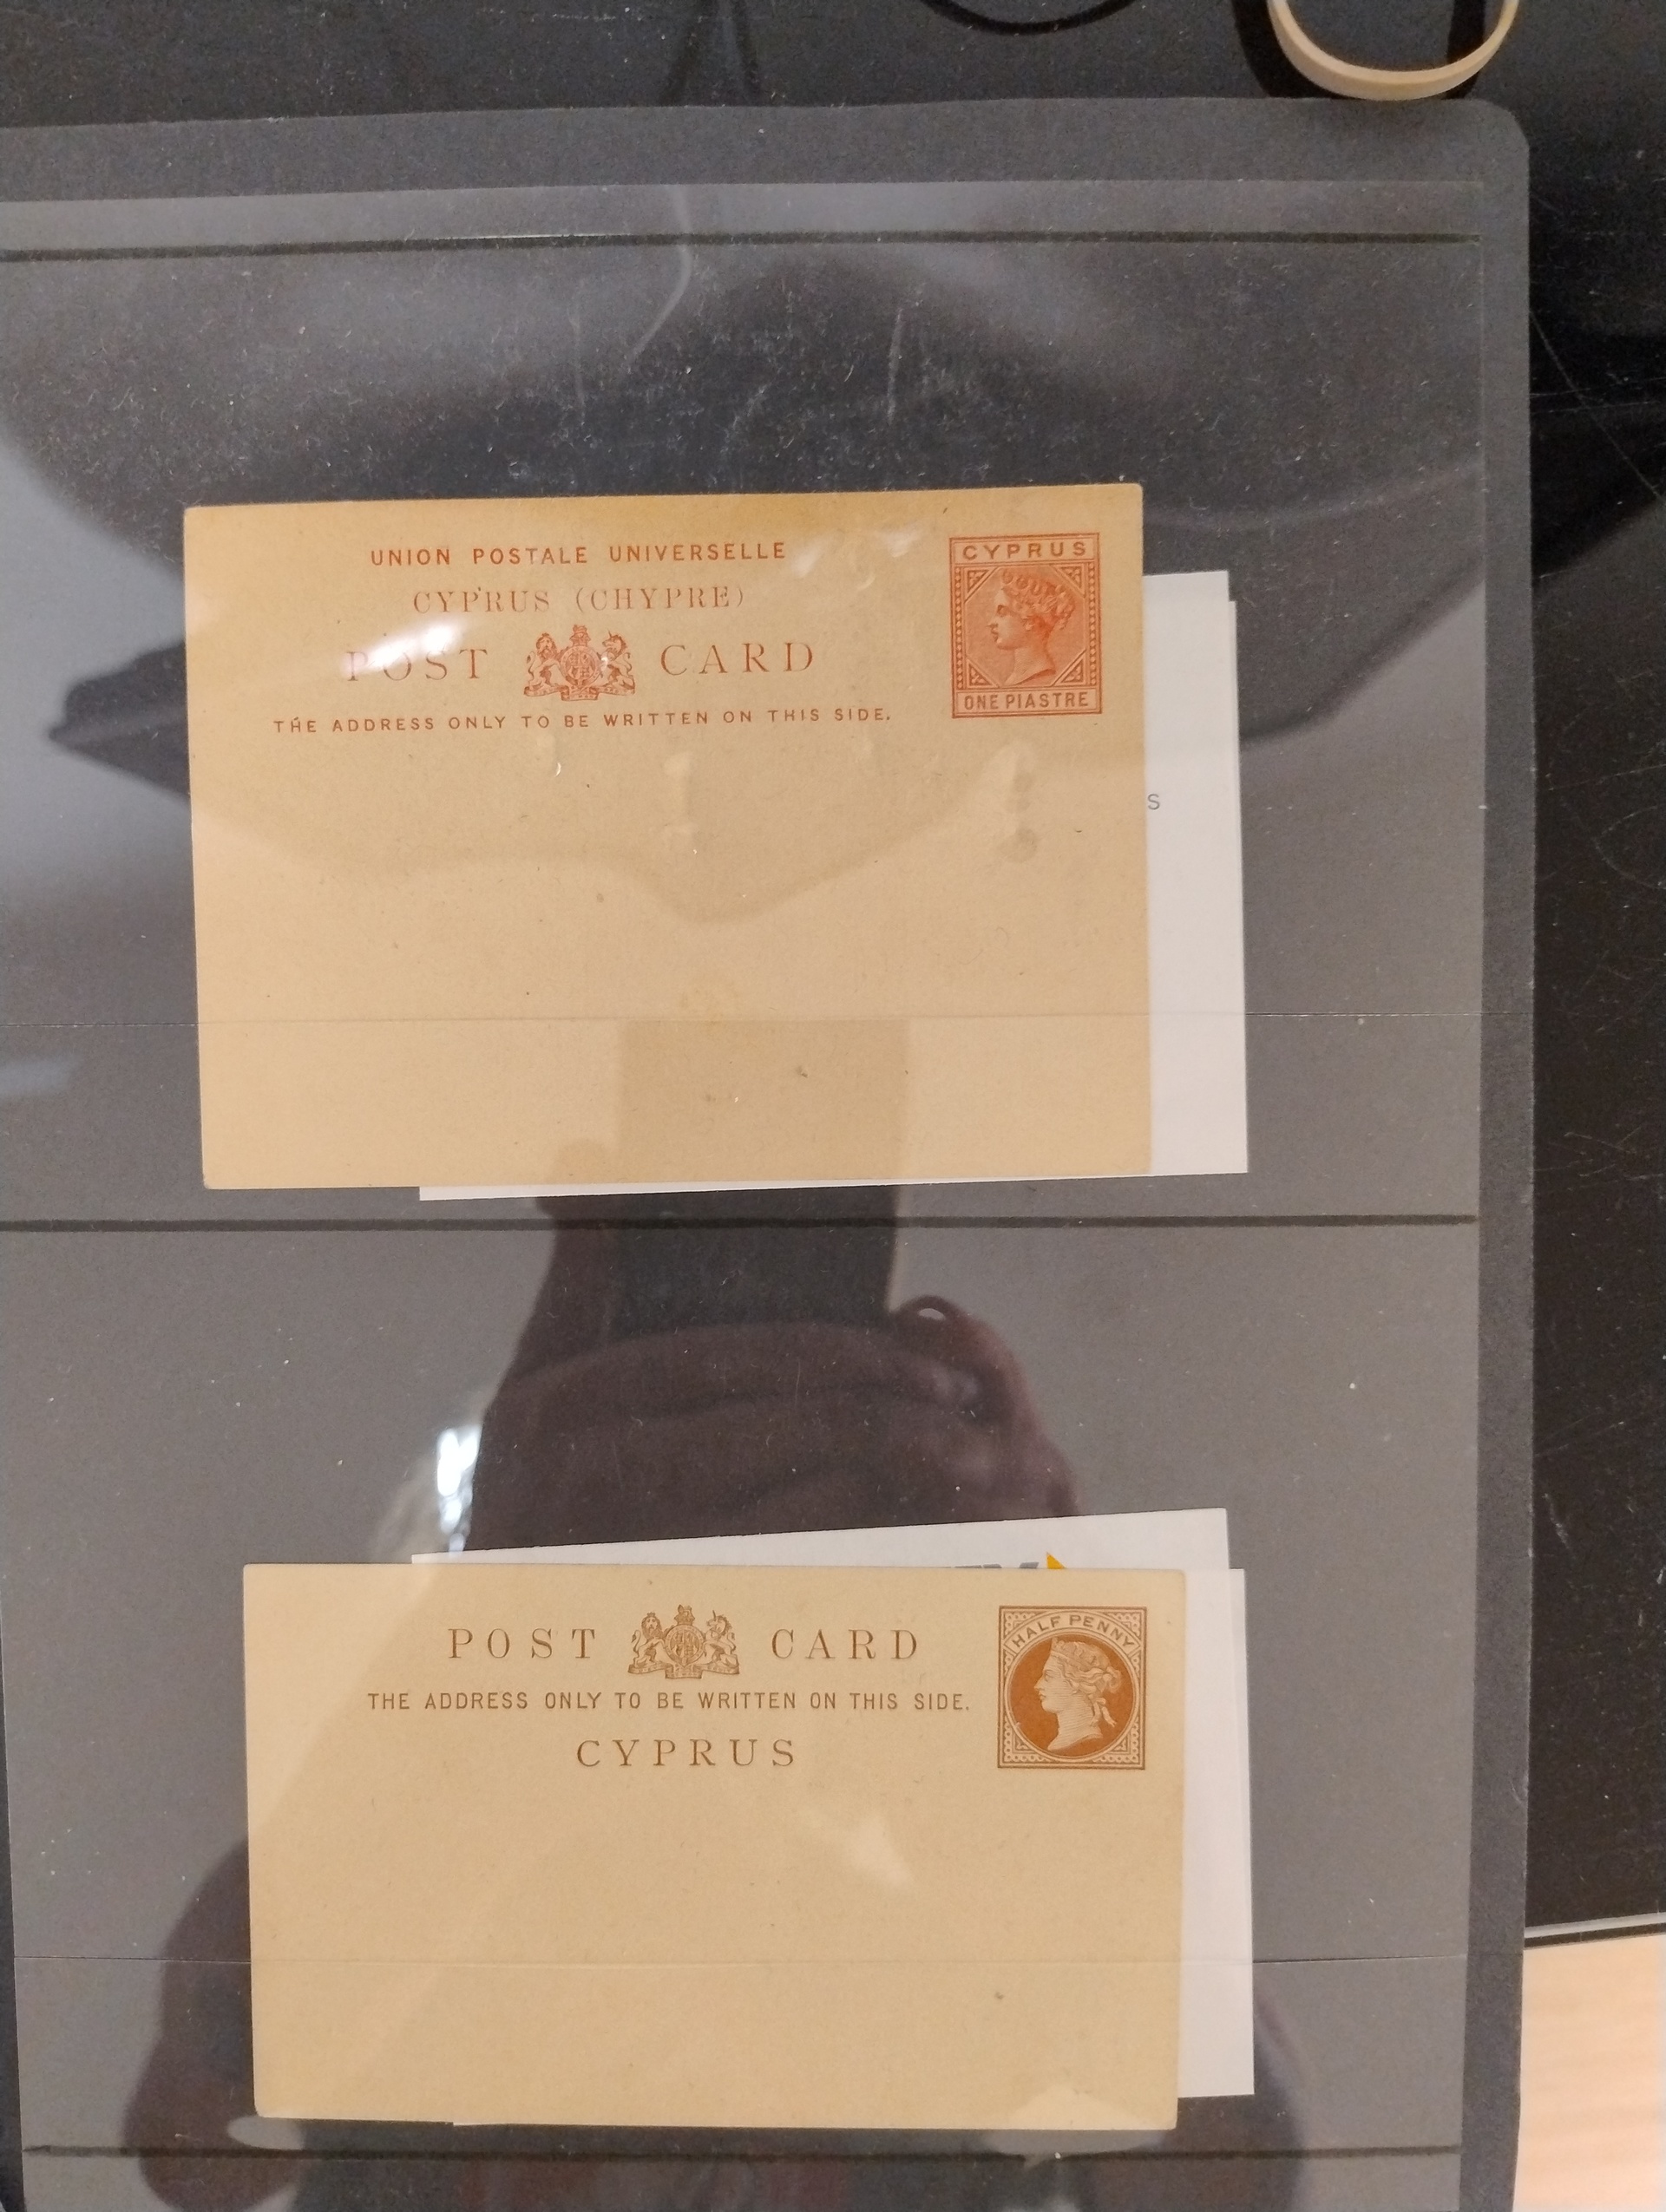 UNION POSTALE UNIVERSELLE
CYPRUS (CHYPRE)
POST CARD
THE ADDRESS ONLY TO BE WRITTEN ON THIS SIDE.
CYPRUS
ONE PIASTRE
S
POST CARD
THE ADDRESS ONLY TO BE WRITTEN ON THIS SIDE.
CYPRUS
HALF PENNY